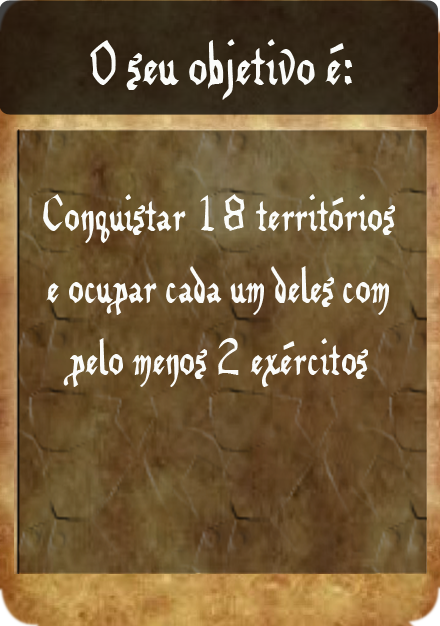 O seu objetivo é:
Conquistar 18 territórios
e ocupar cada um deles com
pelo menos 2 exércitos